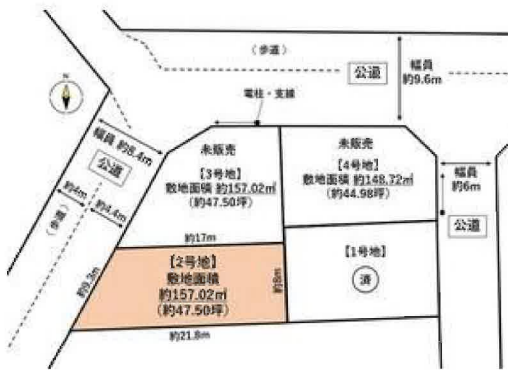 （歩道）
公道
幅員
約9.6m
N
電柱・支線
幅員 約8.4m
公道
約4m
約4.4m
（歩道）
未販売
【3号地】
敷地面積 約157.02㎡
（約47.50坪）
約17m
未販売
【4号地】
敷地面積 約148.72㎡
（約44.98坪）
幅員
約6m
公道
【2号地】
敷地面積
約157.02㎡
（約47.50坪）
約9.3m
約8m
約21.8m
【1号地】
済